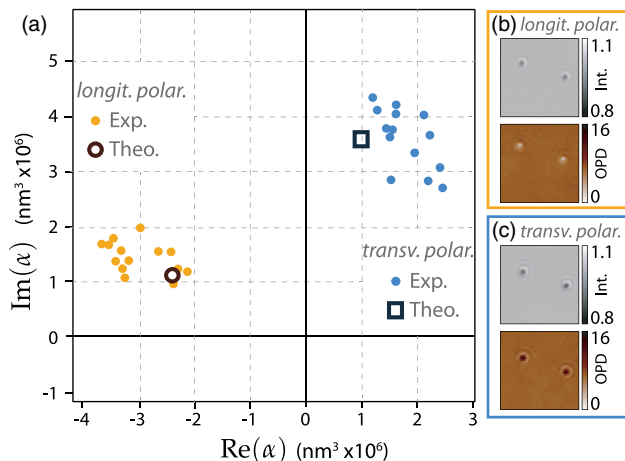 (a)
longit. polar.
Exp.
Theo.
transv. polar.
Exp.
Theo.
5
4
3
2
1
0
-1
Im(α) (nm³ x10⁶)
-4 -3 -2 -1 0 1 2 3
Re(α) (nm³ x10⁶)
(b) longit. polar.
1.1
Int.
0.8
16
OPD
0
(c) transv. polar.
1.1
Int.
0.8
16
OPD
0